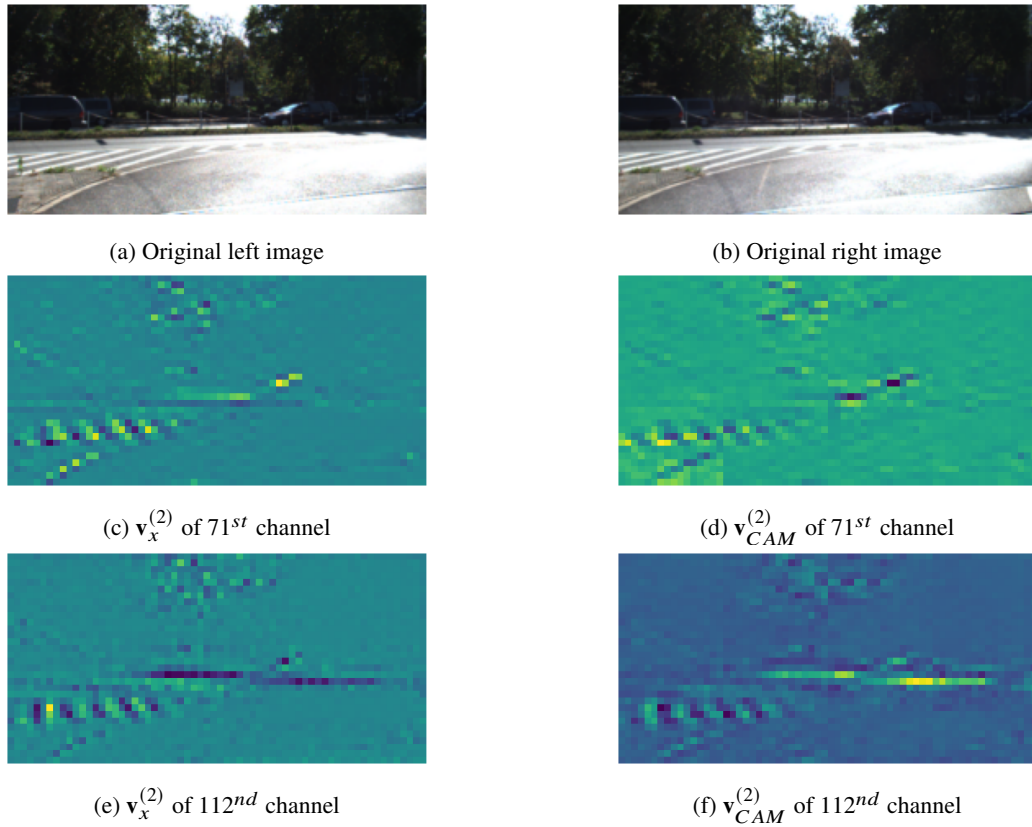 (a) Original left image
(b) Original right image
(c) v_x^(2) of 71^st channel
(d) v_CAM^(2) of 71^st channel
(e) v_x^(2) of 112^nd channel
(f) v_CAM^(2) of 112^nd channel